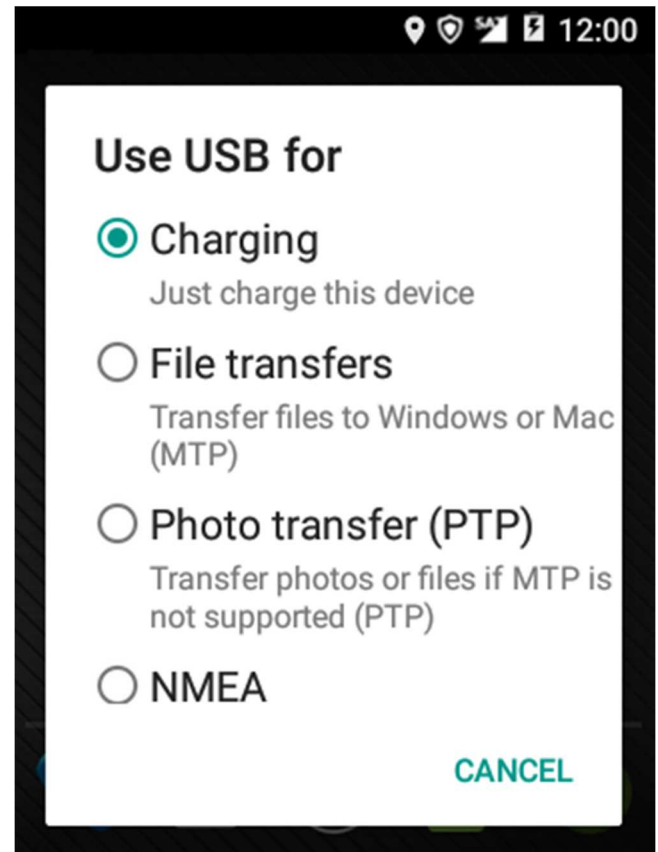 SAT 12:00
Use USB for
Charging
Just charge this device
File transfers
Transfer files to Windows or Mac
(MTP)
Photo transfer (PTP)
Transfer photos or files if MTP is
not supported (PTP)
NMEA
CANCEL